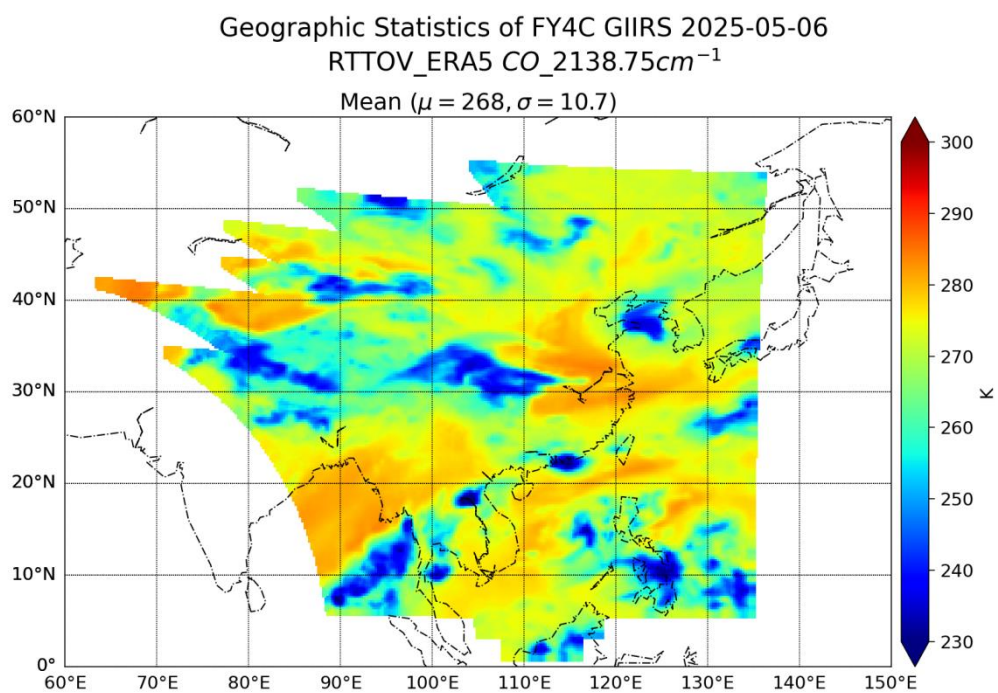 Geographic Statistics of FY4C GIIRS 2025-05-06
RTTOV_ERA5 CO_2138.75cm⁻¹
Mean (μ = 268, σ = 10.7)
60°N
50°N
40°N
30°N
20°N
10°N
0°
60°E 70°E 80°E 90°E 100°E 110°E 120°E 130°E 140°E 150°E
300
290
280
270
260
250
240
230
K